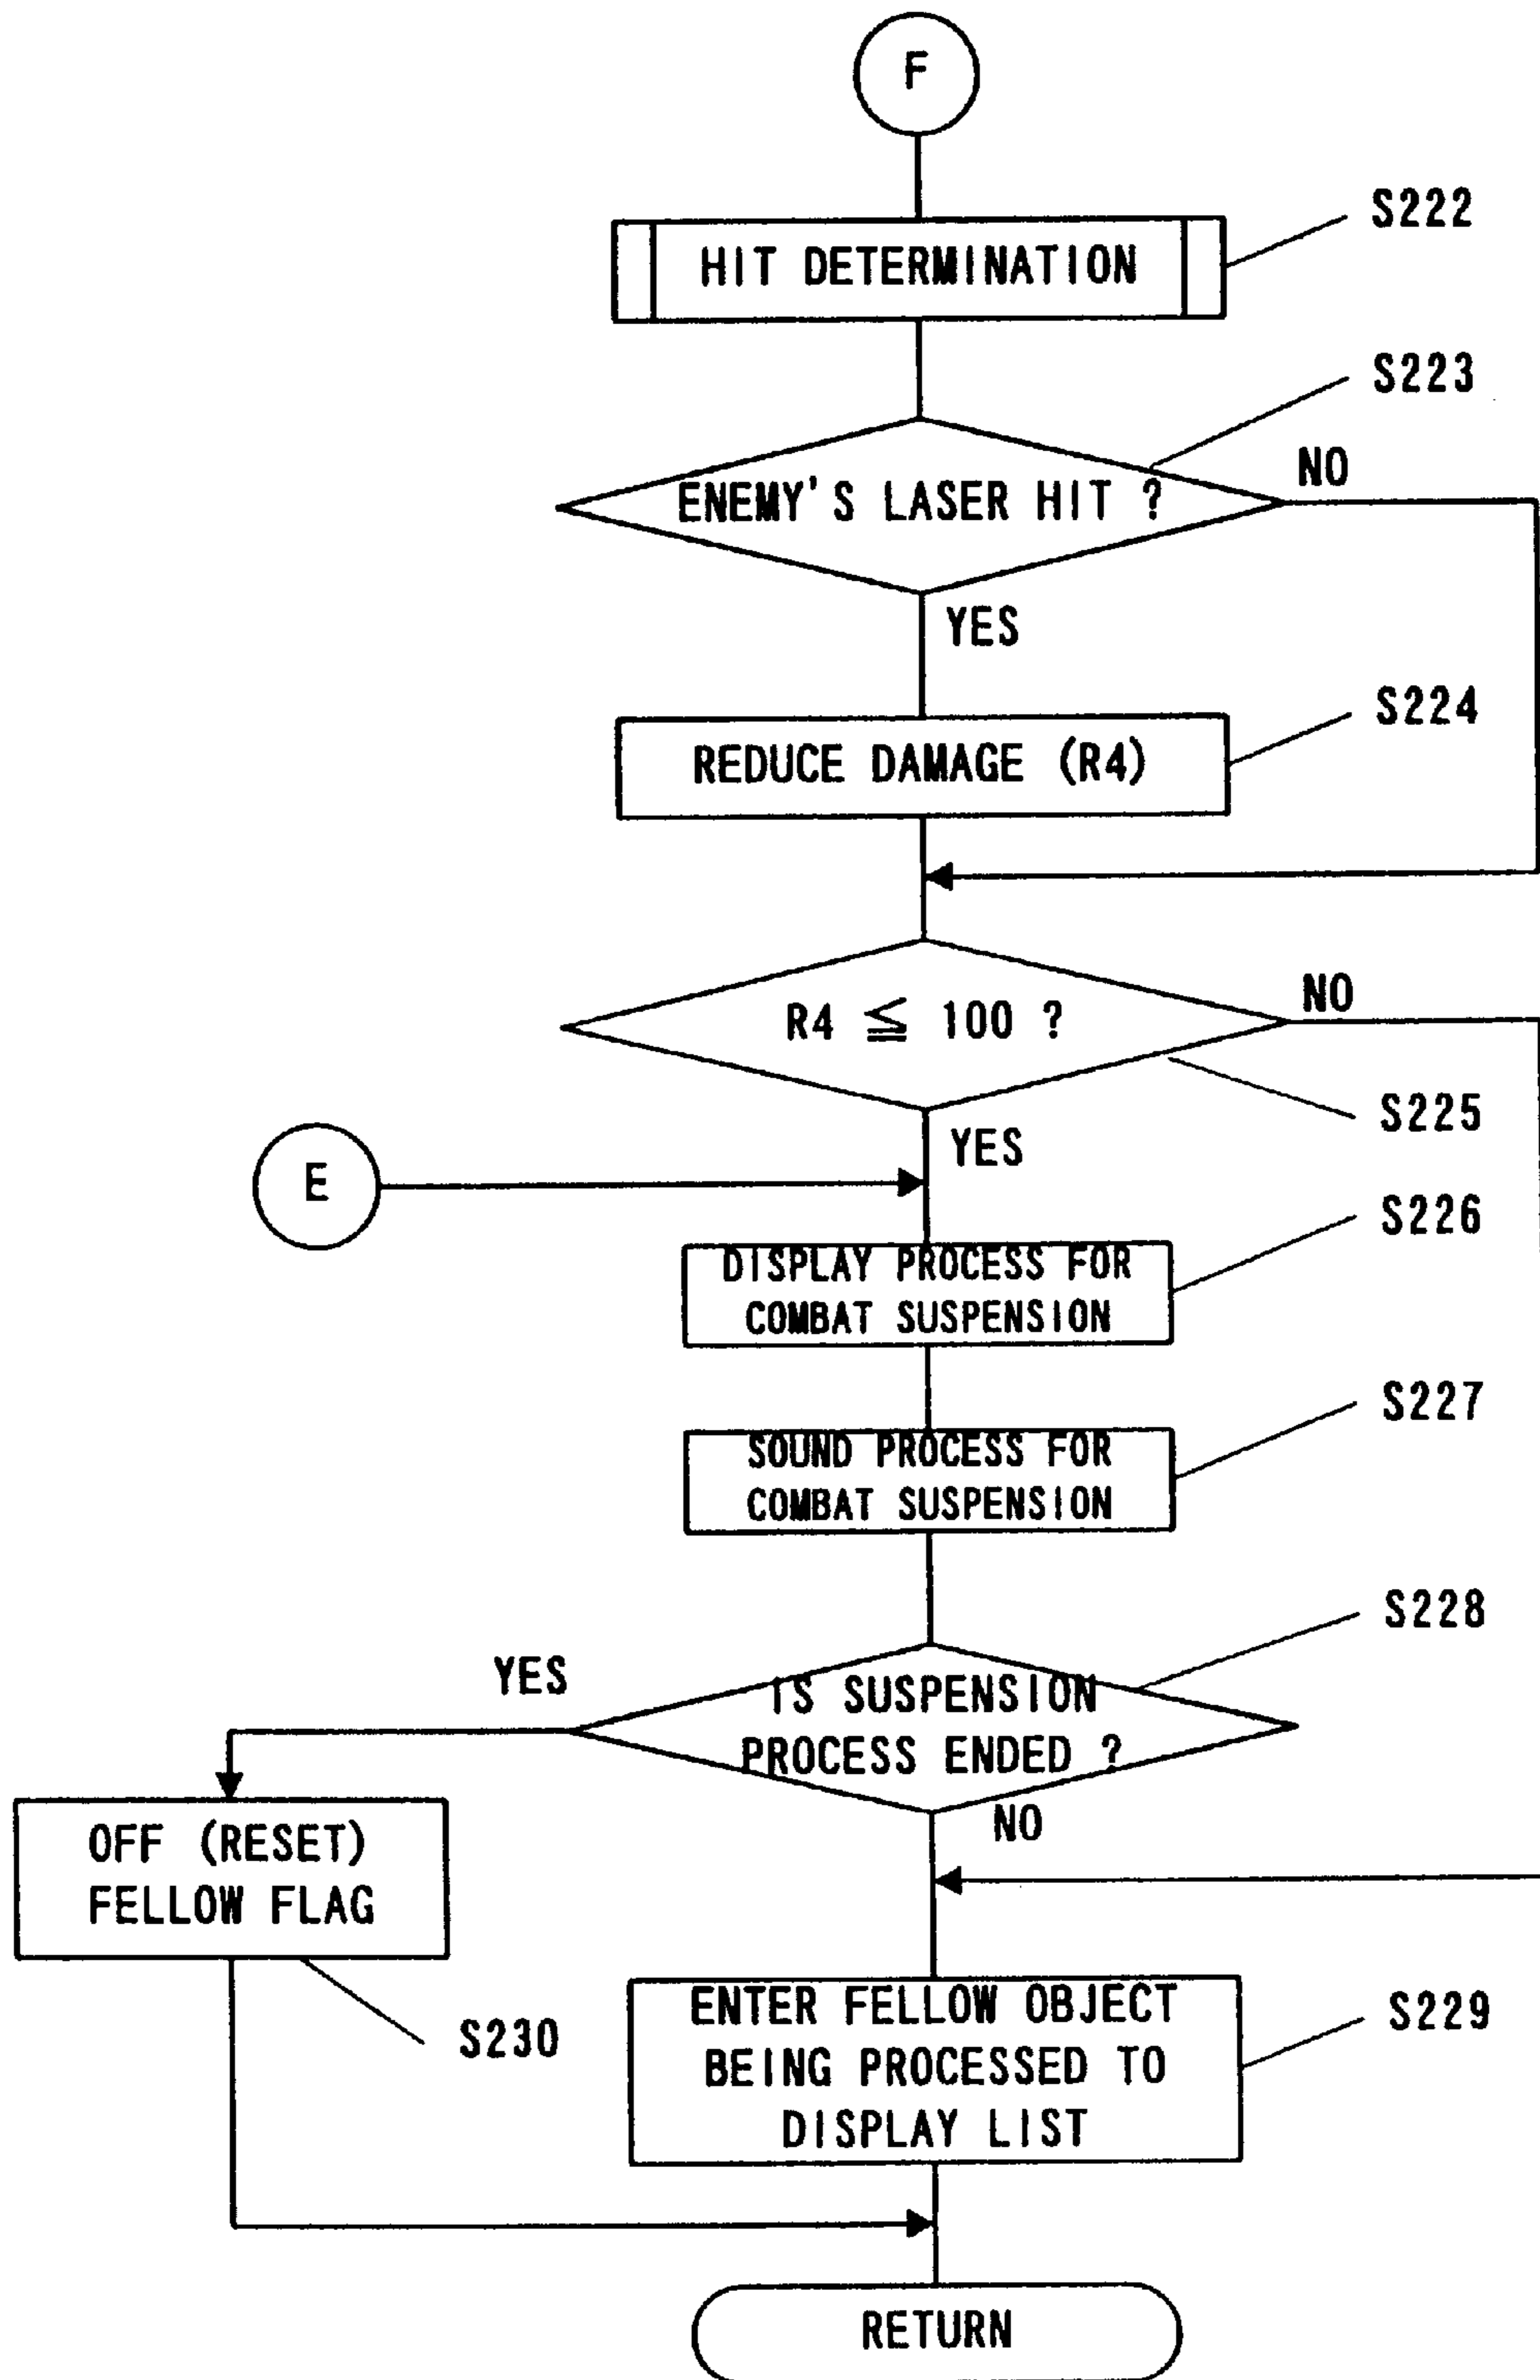 F
S222
HIT DETERMINATION
S223
NO
ENEMY'S LASER HIT ?
YES
S224
REDUCE DAMAGE (R4)
NO
R4 ≦ 100 ?
S225
YES
E
S226
DISPLAY PROCESS FOR
COMBAT SUSPENSION
S227
SOUND PROCESS FOR
COMBAT SUSPENSION
S228
YES
IS SUSPENSION
PROCESS ENDED ?
NO
OFF (RESET)
FELLOW FLAG
S230
ENTER FELLOW OBJECT
BEING PROCESSED TO
DISPLAY LIST
S229
RETURN